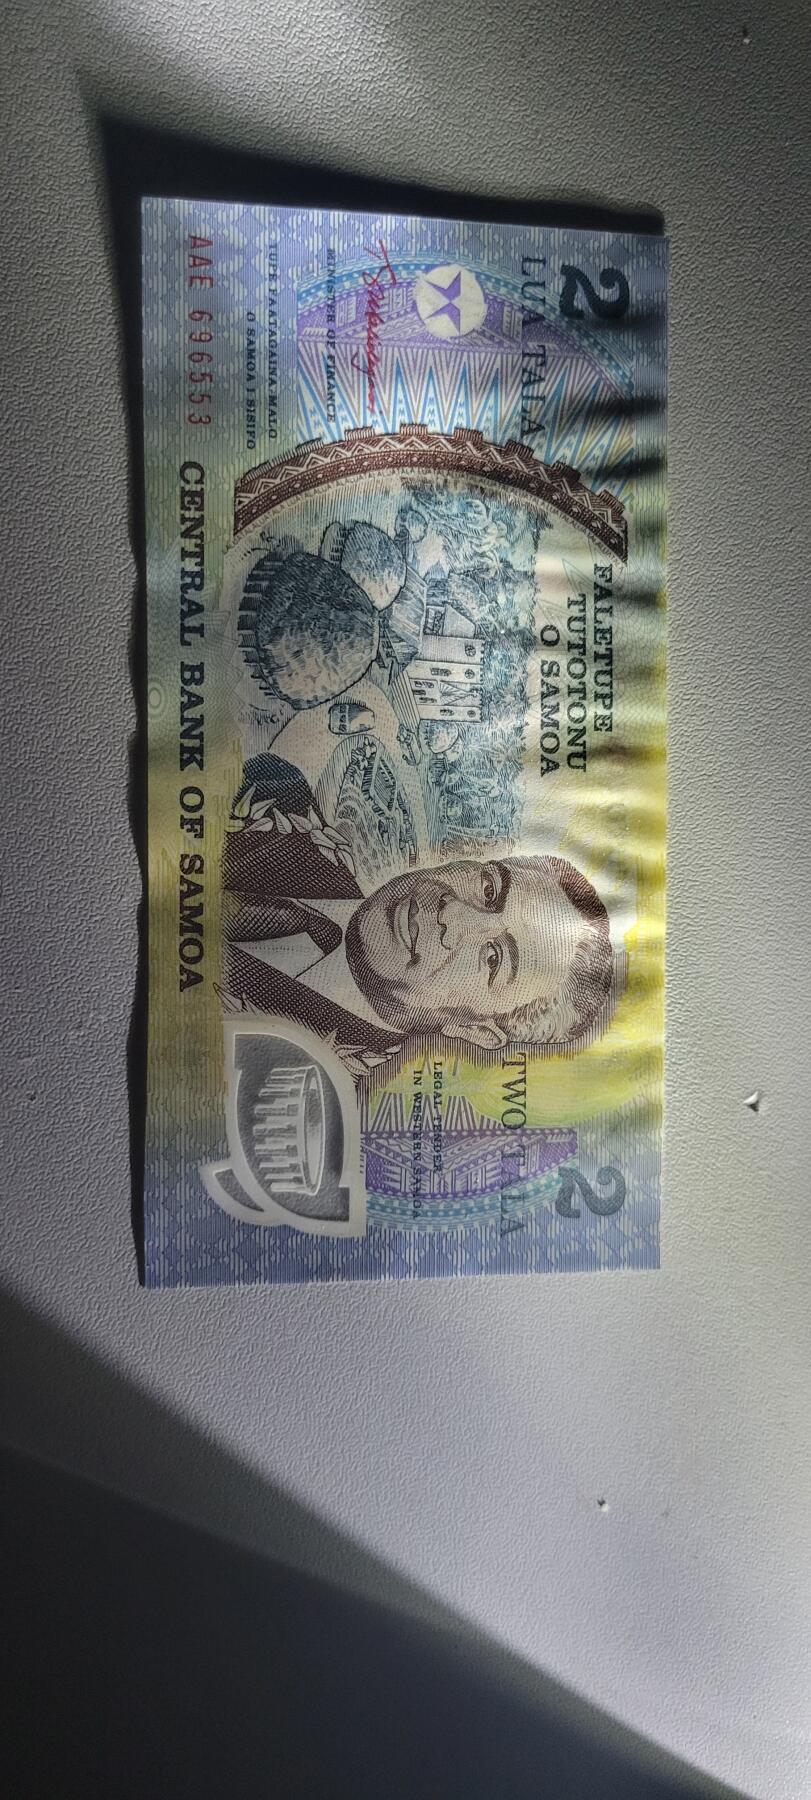 2
LUA TALA
FALETUPE
TUTOTONU
O SAMOA
2
TWO TALA
LEGAL TENDER
IN WESTERN SAMOA
MINISTER OF FINANCE
TUPE FAATAGAINA MALO
O SAMOA I SISIFO
AAE 696553
CENTRAL BANK OF SAMOA